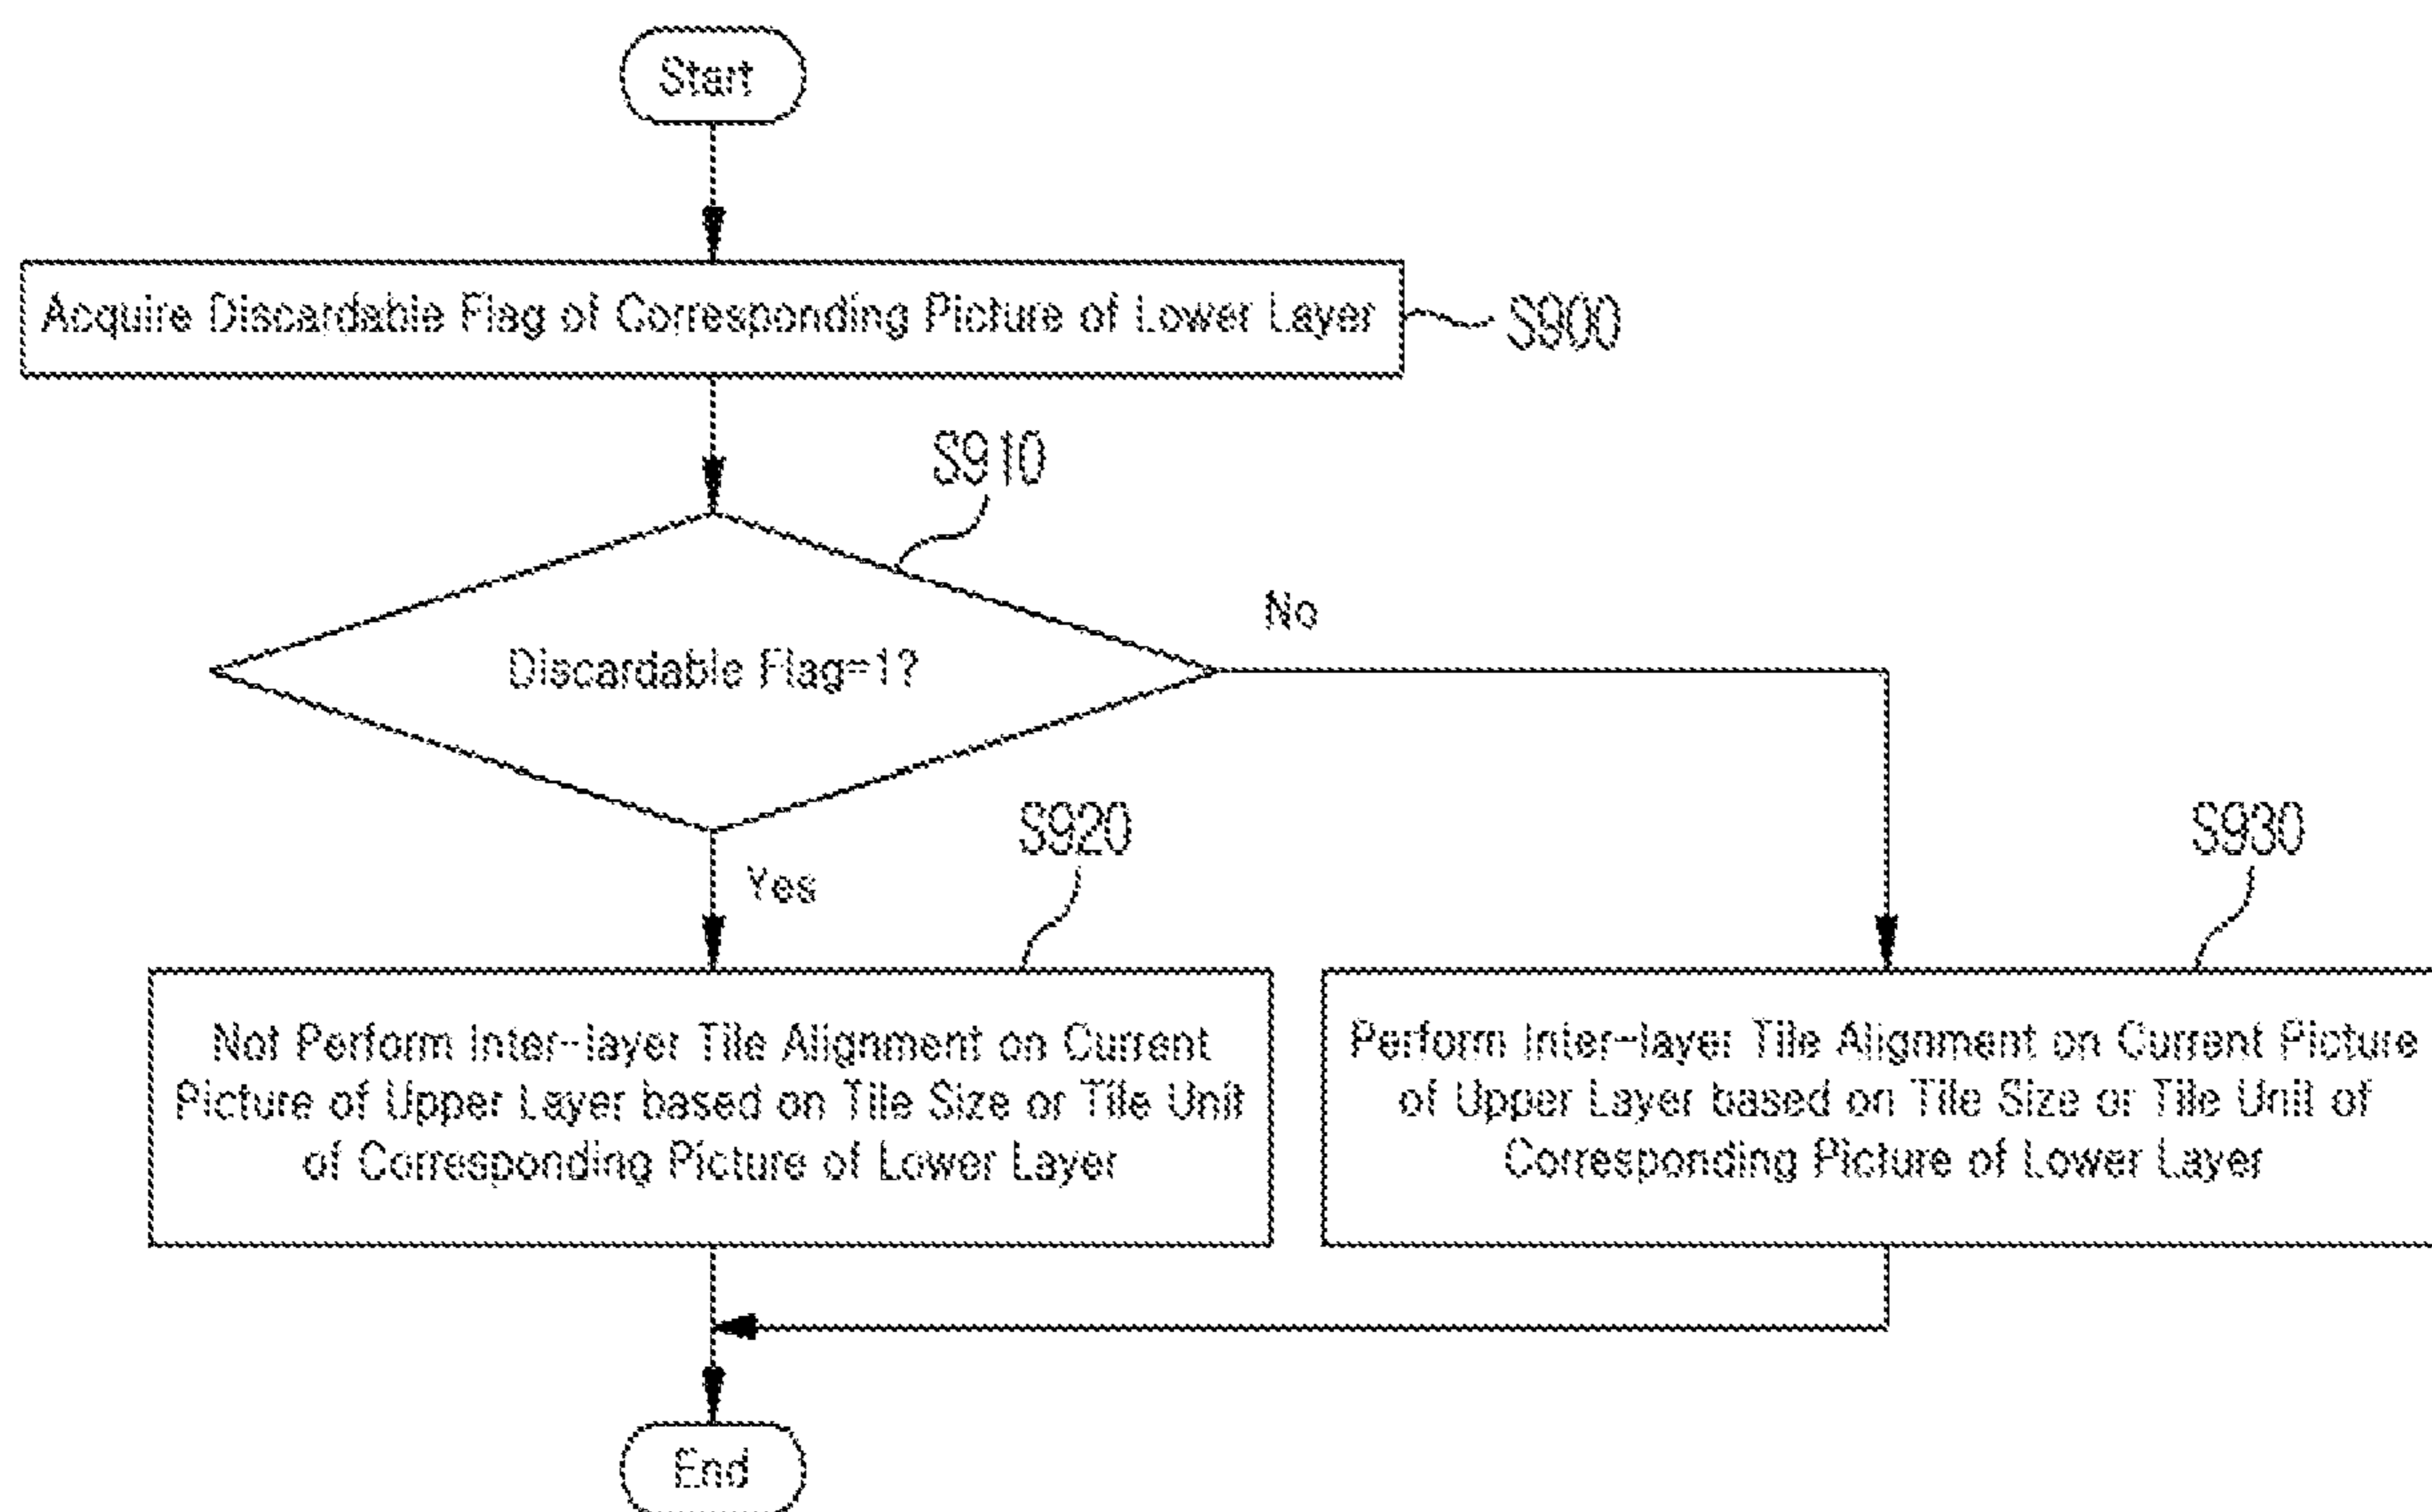 Start
Acquire Discardable Flag of Corresponding Picture of Lower Layer
S900
S910
Discardable Flag=1?
No
Yes
S920
S930
Not Perform Inter-layer Tile Alignment on Current
Picture of Upper Layer based on Tile Size or Tile Unit
of Corresponding Picture of Lower Layer
Perform Inter-layer Tile Alignment on Current Picture
of Upper Layer based on Tile Size or Tile Unit of
Corresponding Picture of Lower Layer
End